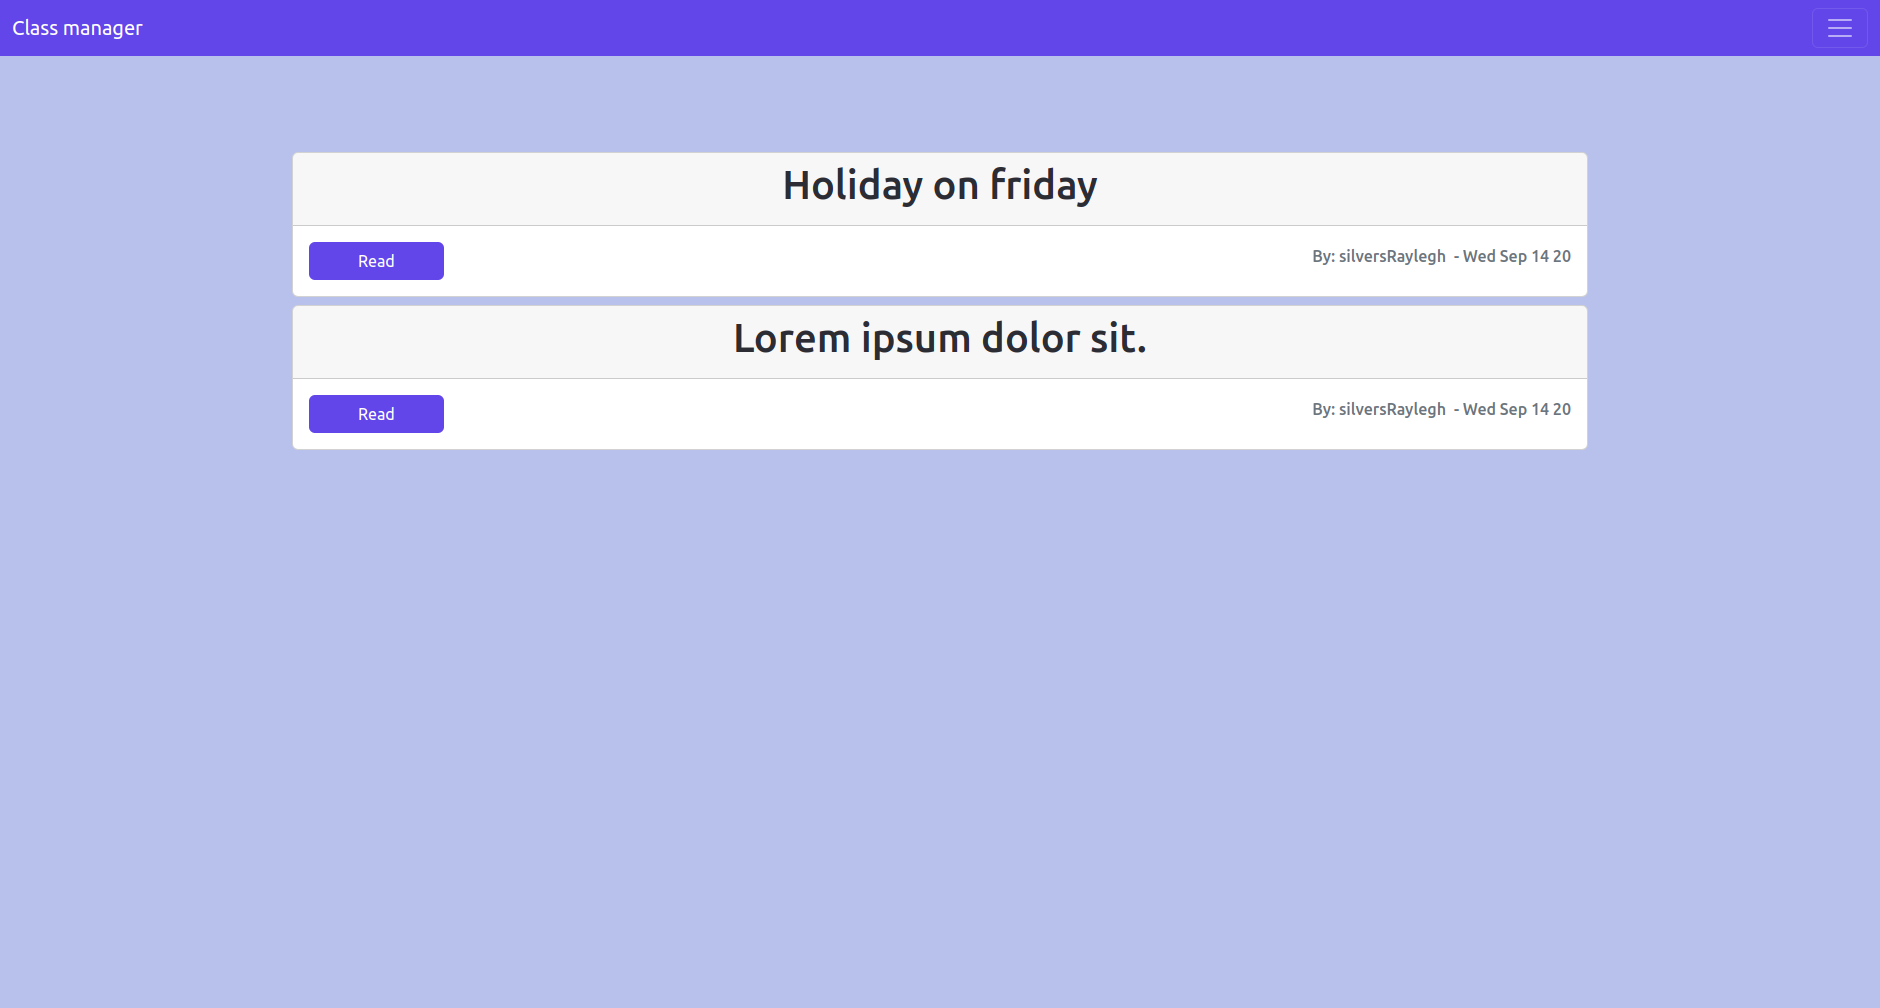 Class manager
Holiday on friday
Read
By: silversRaylegh - Wed Sep 14 20
Lorem ipsum dolor sit.
Read
By: silversRaylegh - Wed Sep 14 20